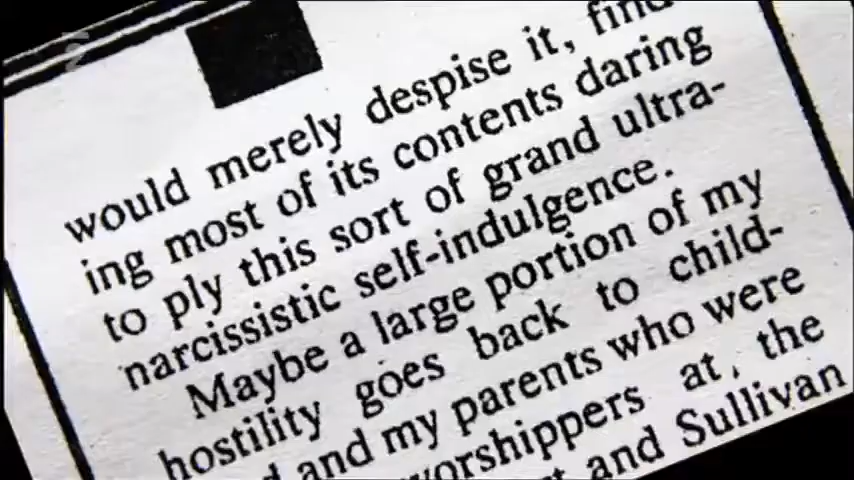 would merely despise it, find-
ing most of its contents daring
to ply this sort of grand ultra-
narcissistic self-indulgence.
Maybe a large portion of my
hostility goes back to child-
and my parents who were
worshippers at the
and Sullivan